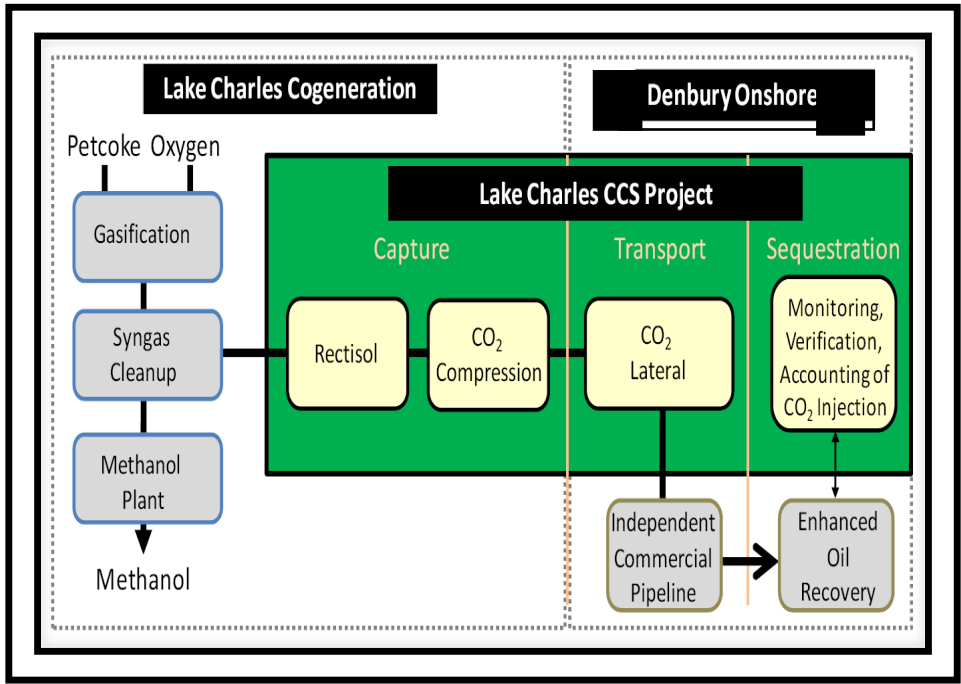 Lake Charles Cogeneration
Denbury Onshore
Petcoke Oxygen
Lake Charles CCS Project
Gasification
Capture
Transport
Sequestration
Syngas
Cleanup
Rectisol
CO₂
Compression
CO₂
Lateral
Monitoring,
Verification,
Accounting of
CO₂ Injection
Methanol
Plant
Methanol
Independent
Commercial
Pipeline
Enhanced
Oil
Recovery